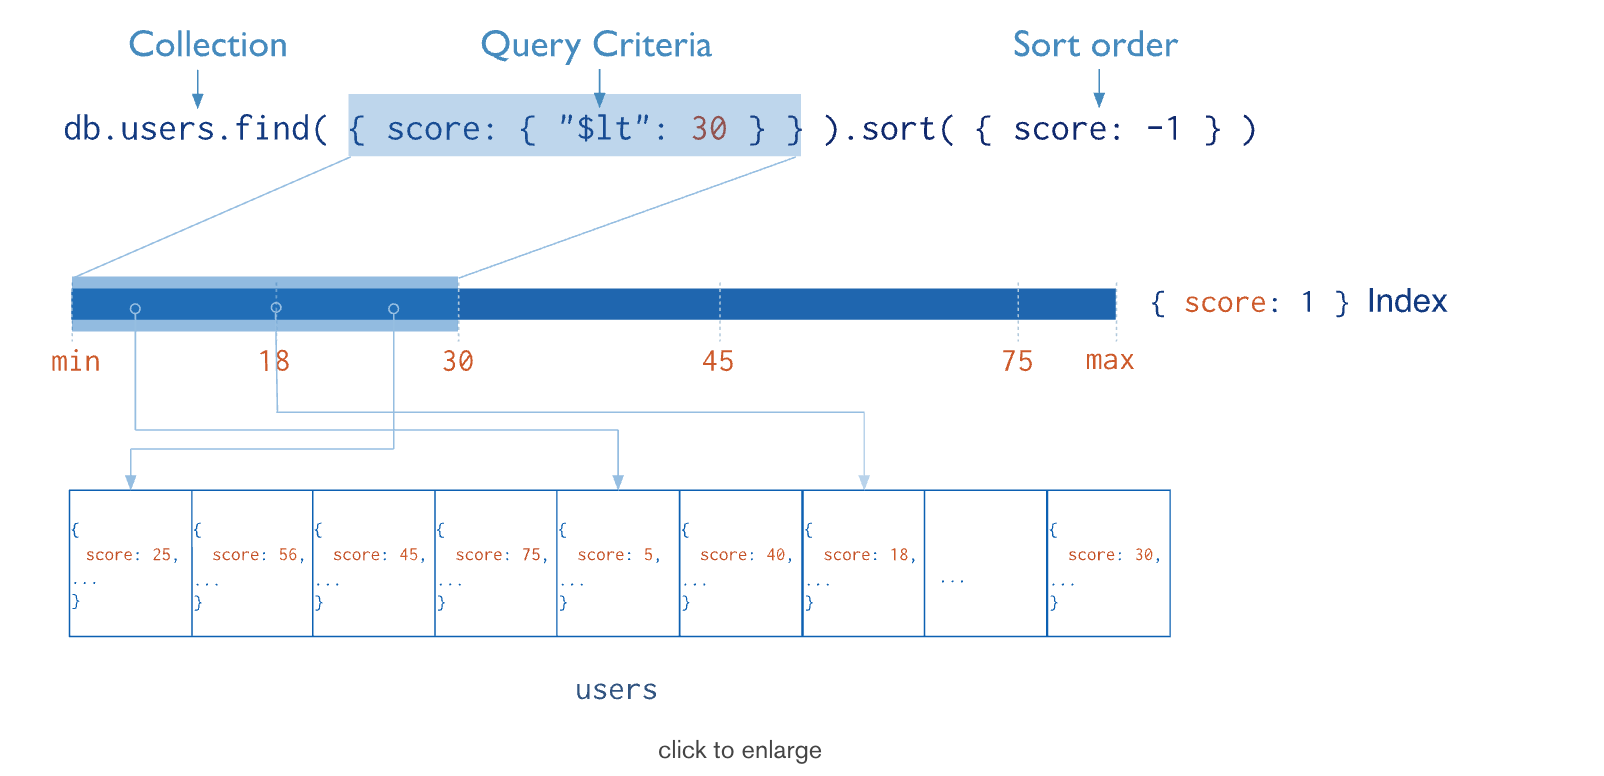 Collection Query Criteria Sort order
db.users.find( { score: { "$lt": 30 } } ).sort( { score: -1 } )
{ score: 1 } Index
min 18 30 45 75 max
{ { { { { { { {
score: 25, score: 56, score: 45, score: 75, score: 5, score: 40, score: 18, score: 30,
... ... ... ... ... ... ... ... ...
} } } } } } } }
users
click to enlarge